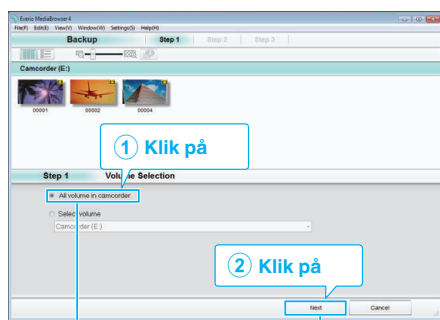 Everio MediaBrowser 4
File(F) Edit(E) View(V) Window(W) Settings(S) Help(H)
Backup Step 1 Step 2 Step 3
Camcorder (E:)
00001 00002 00004
① Klik på
Step 1 Volume Selection
All volume in camcorder
Select volume
Camcorder (E:)
② Klik på
Next Cancel